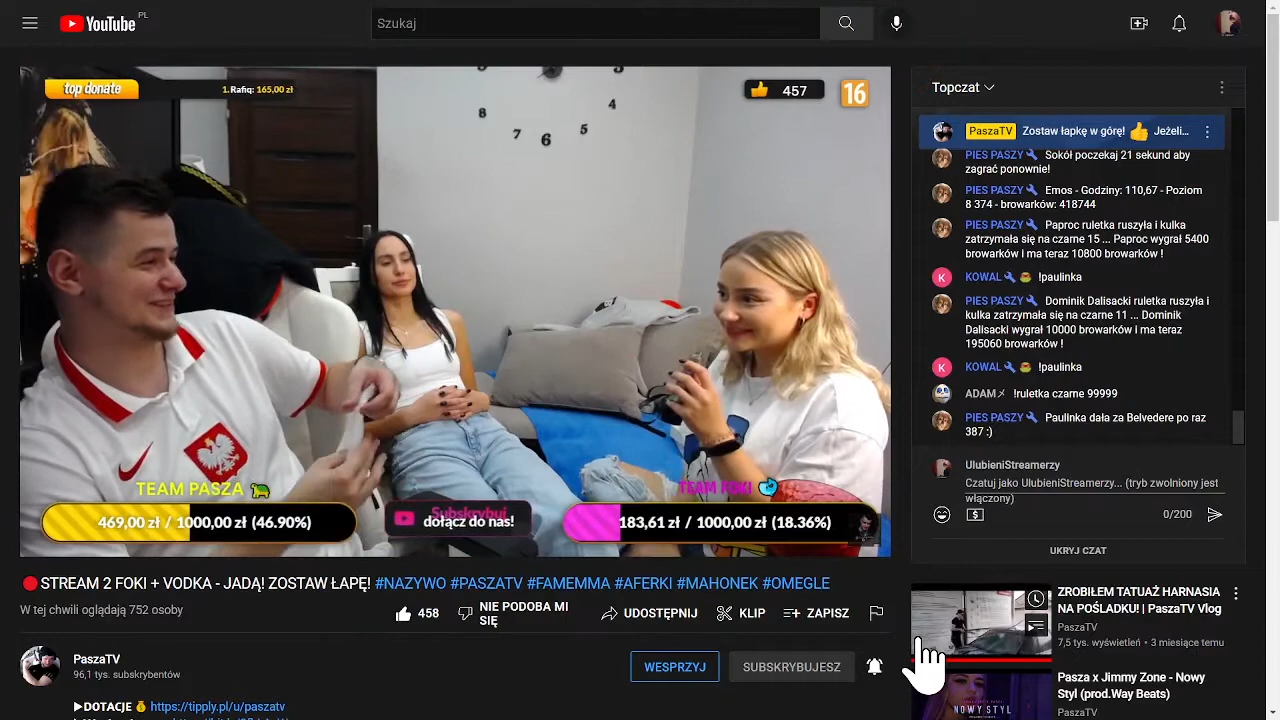 YouTube PL
Szukaj
top donate
1. Rafiq: 165,00 zł
457
16
8
7
6
5
4
3
TEAM PASZA
469,00 zł / 1000,00 zł (46.90%)
Subskrybuj
dołącz do nas!
TEAM FOKI
183,61 zł / 1000,00 zł (18.36%)
🔴STREAM 2 FOKI + VODKA - JADĄ! ZOSTAW ŁAPĘ! #NAZYWO #PASZATV #FAMEMMA #AFERKI #MAHONEK #OMEGLE
W tej chwili oglądają 752 osoby
458
NIE PODOBA MI
SIĘ
UDOSTĘPNIJ
KLIP
ZAPISZ
PaszaTV
96,1 tys. subskrybentów
WESPRZYJ
SUBSKRYBUJESZ
▶DOTACJE 💰 https://tipply.pl/u/paszatv
Topczat
PaszaTV Zostaw łapkę w górę! 👍 Jeżeli...
PIES PASZY Sokół poczekaj 21 sekund aby
zagrać ponownie!
PIES PASZY Emos - Godziny: 110,67 - Poziom
8 374 - browarków: 418744
PIES PASZY Paproc ruletka ruszyła i kulka
zatrzymała się na czarne 15 ... Paproc wygrał 5400
browarków i ma teraz 10800 browarków !
K KOWAL !paulinka
PIES PASZY Dominik Dalisacki ruletka ruszyła i
kulka zatrzymała się na czarne 11 ... Dominik
Dalisacki wygrał 10000 browarków i ma teraz
195060 browarków !
K KOWAL !paulinka
ADAMメ !ruletka czarne 99999
PIES PASZY Paulinka dała za Belvedere po raz
387 :)
UlubieniStreamerzy
Czatuj jako UlubieniStreamerzy... (tryb zwolniony jest
włączony)
0/200
UKRYJ CZAT
ZROBIŁEM TATUAŻ HARNASIA
NA POŚLADKU! | PaszaTV Vlog
PaszaTV
7,5 tys. wyświetleń • 3 miesiące temu
Pasza x Jimmy Zone - Nowy
Styl (prod.Way Beats)
PaszaTV
NOWY STYL